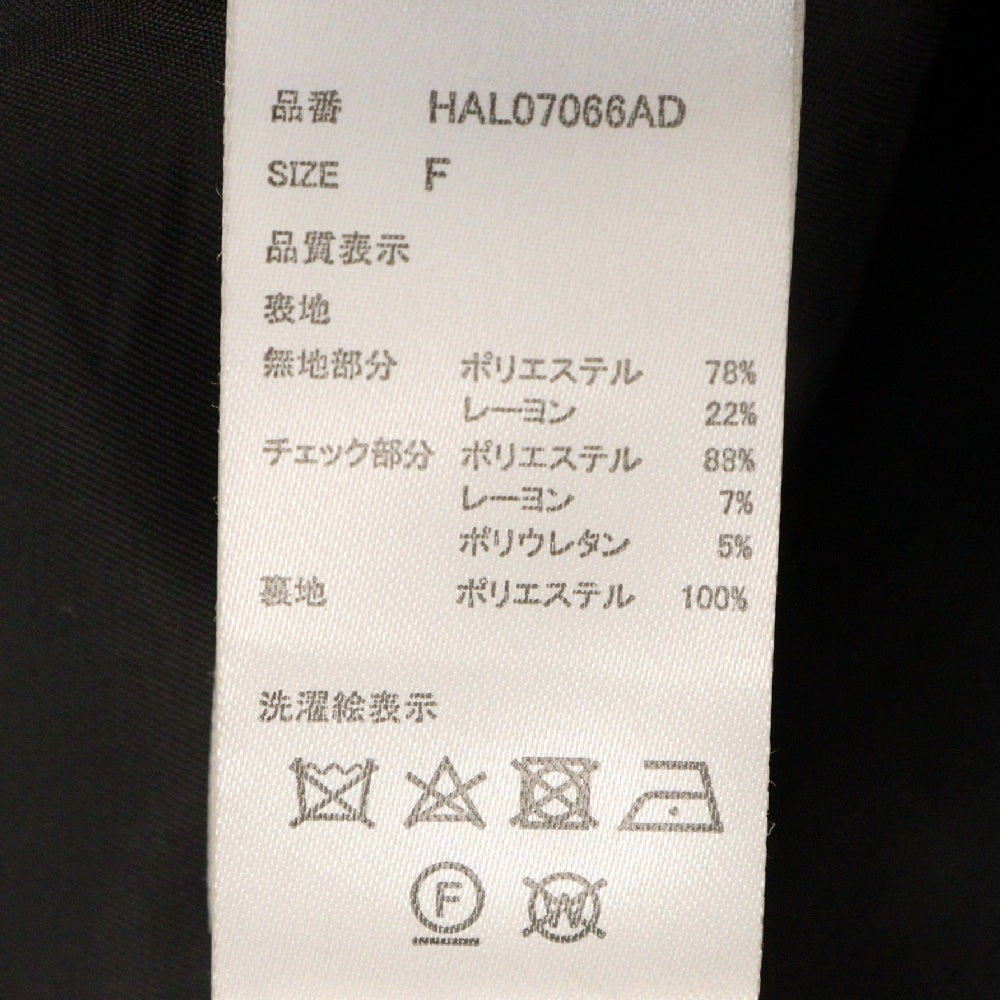 品番 HAL07066AD
SIZE F
品質表示
表地
無地部分 ポリエステル 78%
レーヨン 22%
チェック部分 ポリエステル 88%
レーヨン 7%
ポリウレタン 5%
裏地 ポリエステル 100%
洗濯絵表示
F W